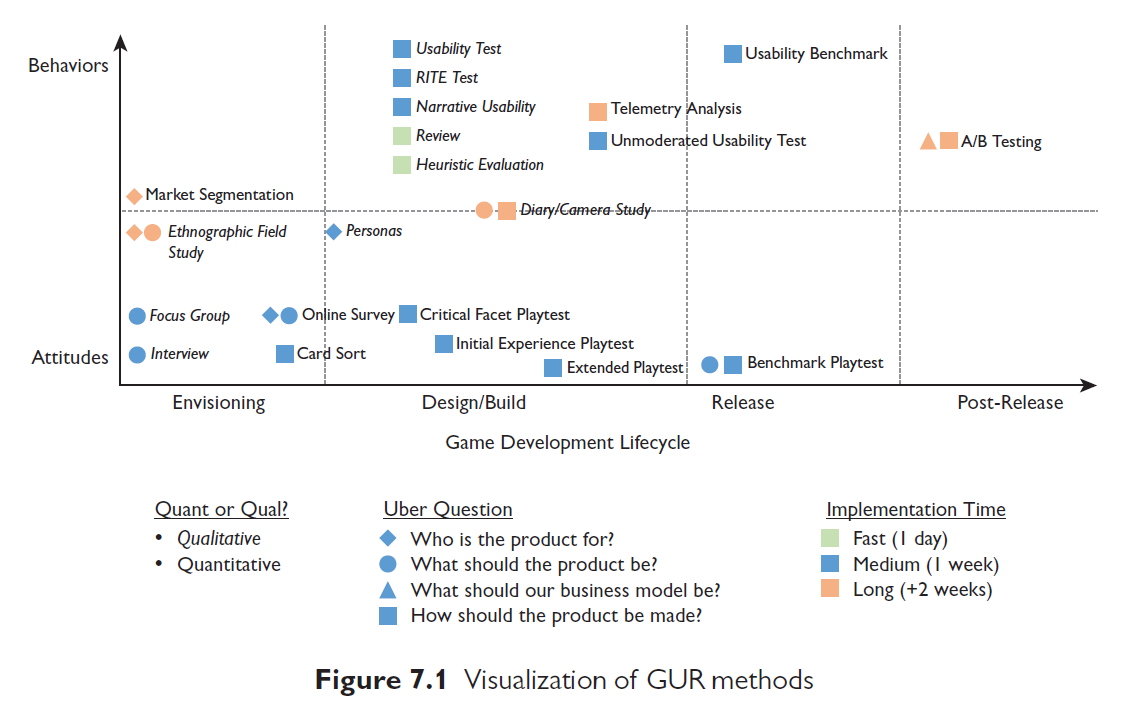 Behaviors
Usability Test
Usability Benchmark
RITE Test
Narrative Usability
Telemetry Analysis
Review
Unmoderated Usability Test
A/B Testing
Heuristic Evaluation
Market Segmentation
Diary/Camera Study
Ethnographic Field
Study
Personas
Focus Group
Online Survey
Critical Facet Playtest
Initial Experience Playtest
Attitudes
Interview
Card Sort
Extended Playtest
Benchmark Playtest
Envisioning
Design/Build
Release
Post-Release
Game Development Lifecycle
Quant or Qual?
• Qualitative
• Quantitative
Uber Question
Who is the product for?
What should the product be?
What should our business model be?
How should the product be made?
Implementation Time
Fast (1 day)
Medium (1 week)
Long (+2 weeks)
Figure 7.1 Visualization of GUR methods